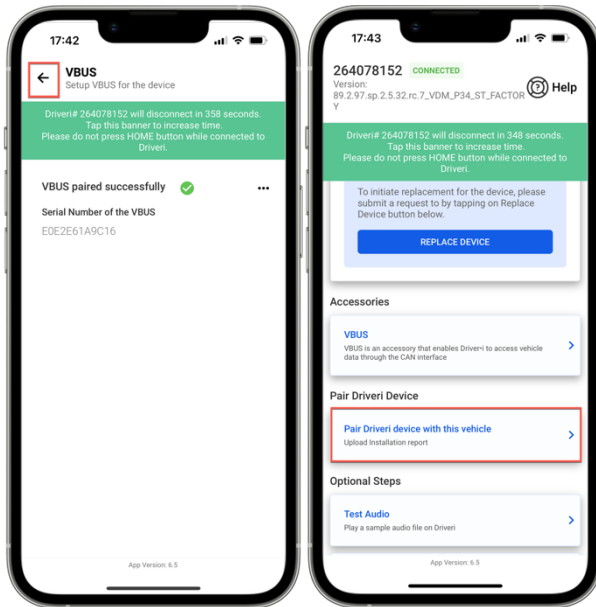 17:42
VBUS
Setup VBUS for the device
Driveri# 264078152 will disconnect in 358 seconds.
Tap this banner to increase time.
Please do not press HOME button while connected to
Driveri.
VBUS paired successfully
Serial Number of the VBUS
E0E2E61A9C16
App Version: 6.5
17:43
264078152 CONNECTED
Version:
89.2.97.sp.2.5.32.rc.7_VDM_P34_ST_FACTOR
Y
Help
Driveri# 264078152 will disconnect in 348 seconds.
Tap this banner to increase time.
Please do not press HOME button while connected to
Driveri.
To initiate replacement for the device, please
submit a request to by tapping on Replace
Device button below.
REPLACE DEVICE
Accessories
VBUS
VBUS is an accessory that enables Driver•i to access vehicle
data through the CAN interface
Pair Driveri Device
Pair Driveri device with this vehicle
Upload Installation report
Optional Steps
Test Audio
Play a sample audio file on Driveri
App Version: 6.5